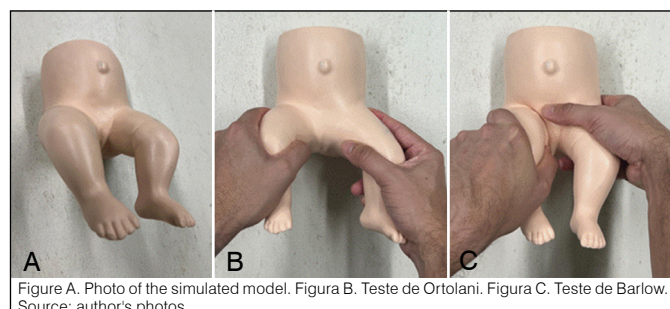 A
B
C
Figure A. Photo of the simulated model. Figura B. Teste de Ortolani. Figura C. Teste de Barlow.
Source: author's photos